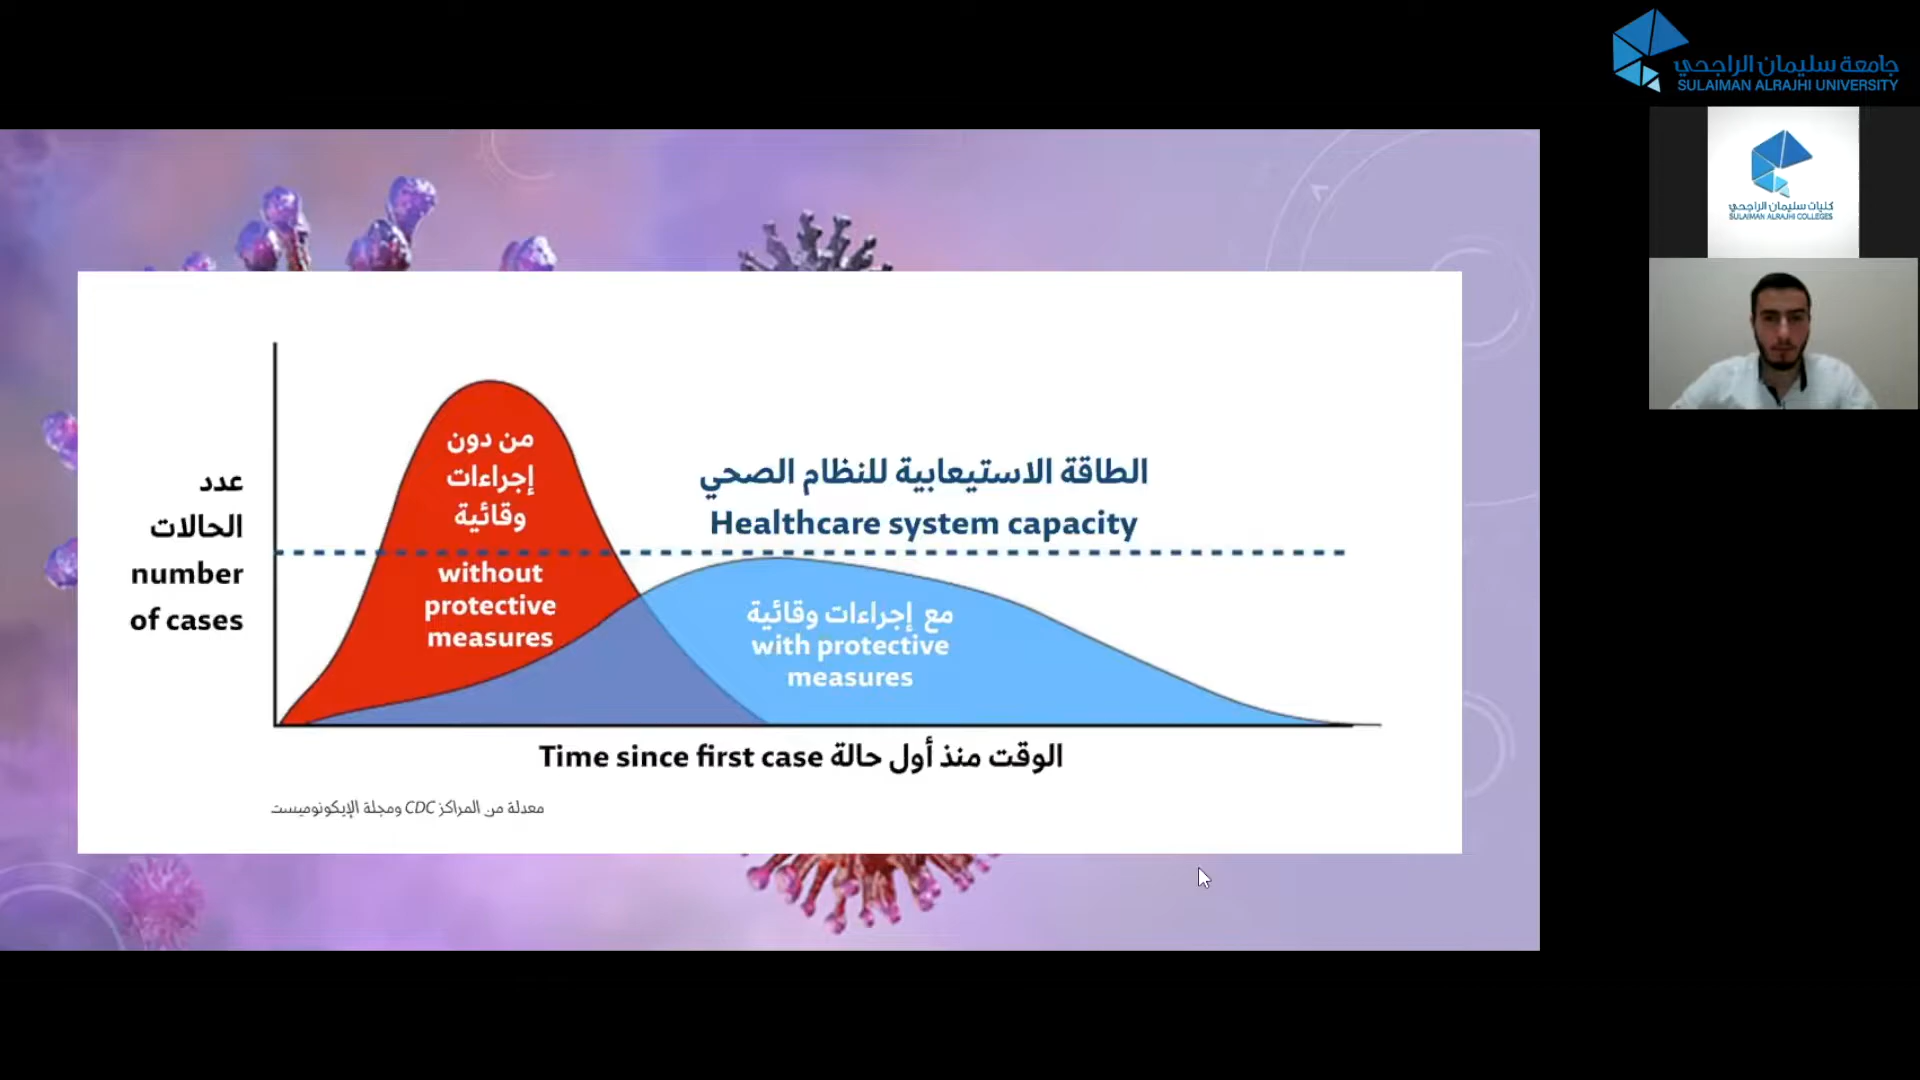 جامعة سليمان الراجحي
SULAIMAN ALRAJHI UNIVERSITY
كليات سليمان الراجحي
SULAIMAN ALRAJHI COLLEGES
عدد
الحالات
number
of cases
من دون
إجراءات
وقائية
without
protective
measures
الطاقة الاستيعابية للنظام الصحي
Healthcare system capacity
مع إجراءات وقائية
with protective
measures
Time since first case الوقت منذ أول حالة
معدلة من المراكز CDC ومجلة الإيكونوميست